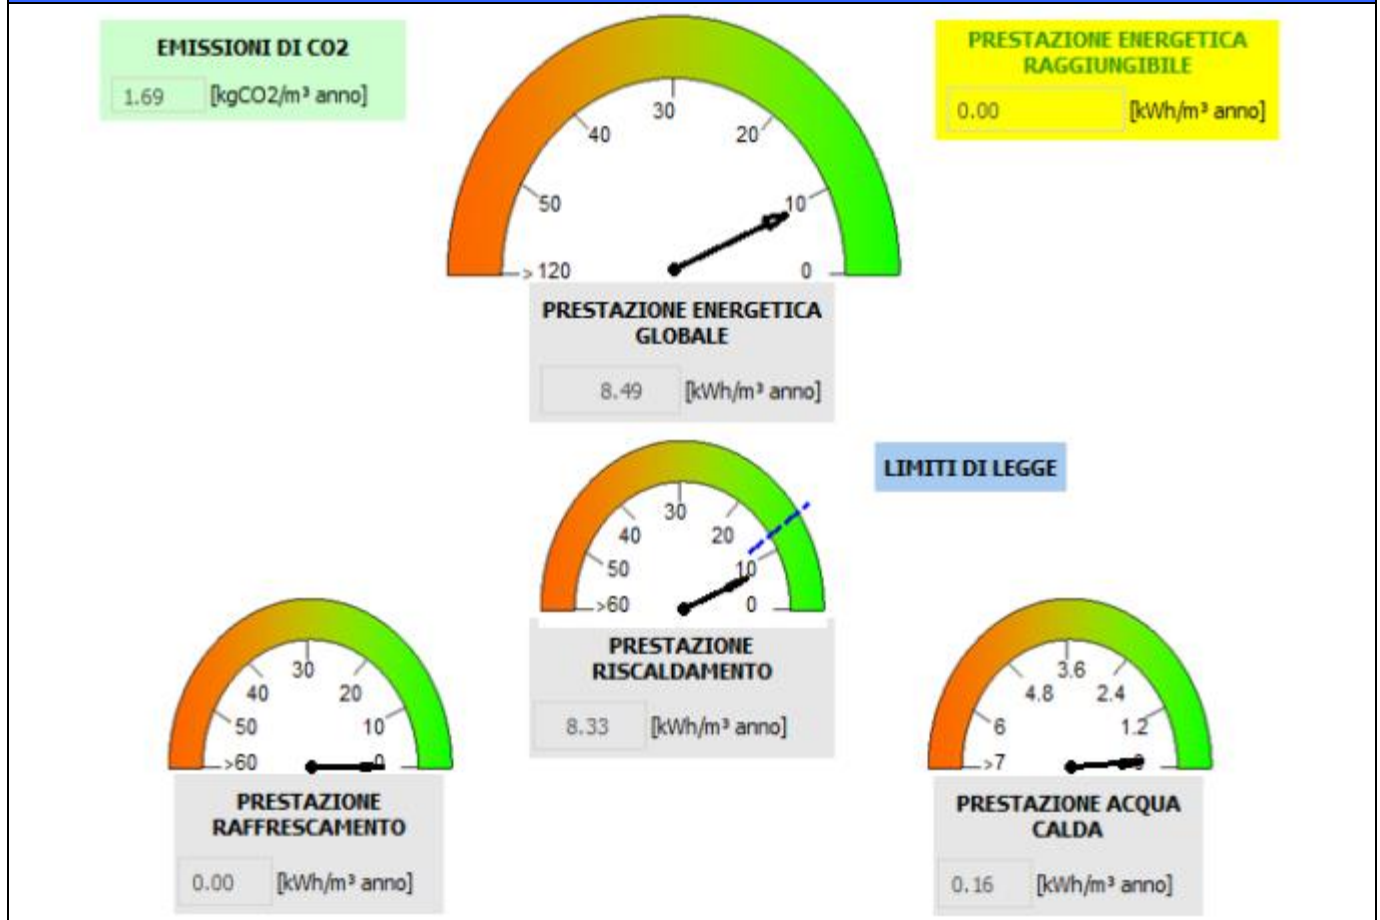 EMISSIONI DI CO2
1.69 [kgCO2/m³ anno]
PRESTAZIONE ENERGETICA
RAGGIUNGIBILE
0.00 [kWh/m³ anno]
30
40
20
50
10
>120
0
PRESTAZIONE ENERGETICA
GLOBALE
8.49 [kWh/m³ anno]
LIMITI DI LEGGE
30
40
20
50
10
>60
0
PRESTAZIONE
RISCALDAMENTO
8.33 [kWh/m³ anno]
30
40
20
50
10
>60
0
PRESTAZIONE
RAFFRESCAMENTO
0.00 [kWh/m³ anno]
3.6
4.8
2.4
6
1.2
>7
PRESTAZIONE ACQUA
CALDA
0.16 [kWh/m³ anno]